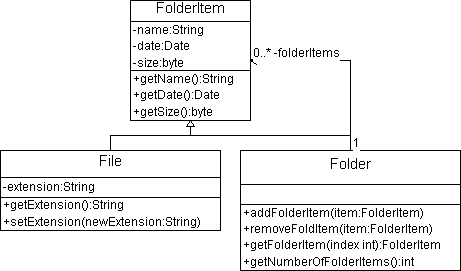 FolderItem
-name:String
-date:Date
-size:byte
+getName():String
+getDate():Date
+getSize():byte
0..* -folderItems
1
File
-extension:String
+getExtension():String
+setExtension(newExtension:String)
Folder
+addFolderItem(item:FolderItem)
+removeFoldItem(item:FolderItem)
+getFolderItem(index int):FolderItem
+getNumberOfFolderItems():int